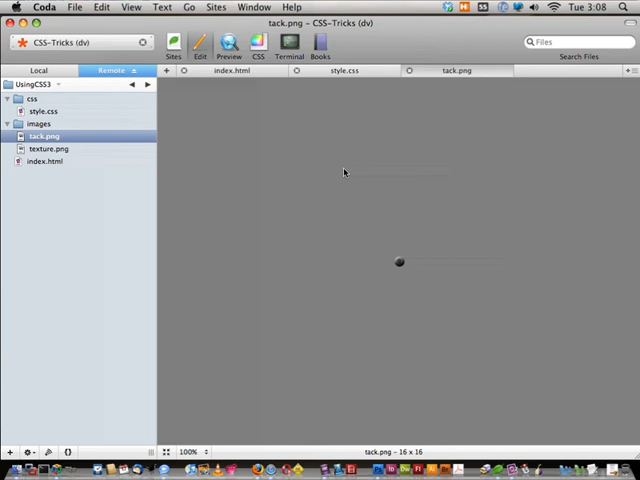 Coda File Edit View Text Go Sites Window Help Tue 3:08
tack.png – CSS-Tricks (dv)
CSS-Tricks (dv)
Files
Sites Edit Preview CSS Terminal Books Search Files
Local Remote index.html style.css tack.png
UsingCSS3
css
style.css
images
tack.png
texture.png
index.html
100% tack.png – 16 x 16